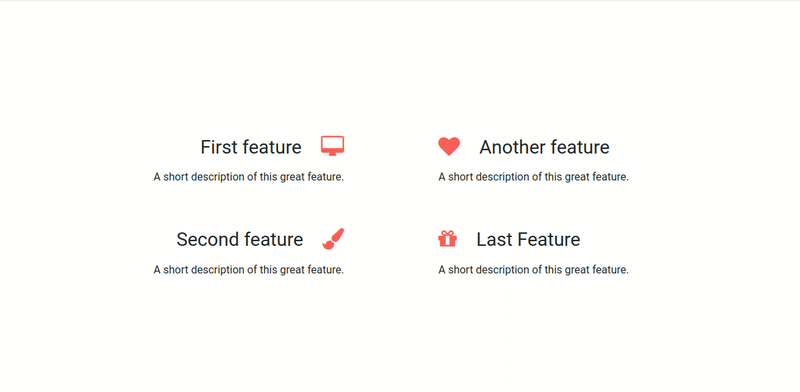 First feature
A short description of this great feature.
Another feature
A short description of this great feature.
Second feature
A short description of this great feature.
Last Feature
A short description of this great feature.